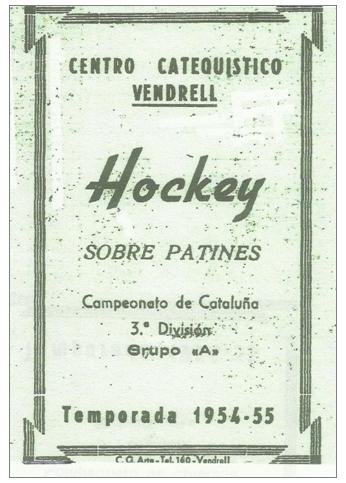 CENTRO CATEQUISTICO
VENDRELL
Hockey
SOBRE PATINES
Campeonato de Cataluña
3.ª División
Grupo «A»
Temporada 1954-55
C. G. Arte - Tel. 160 - Vendrell